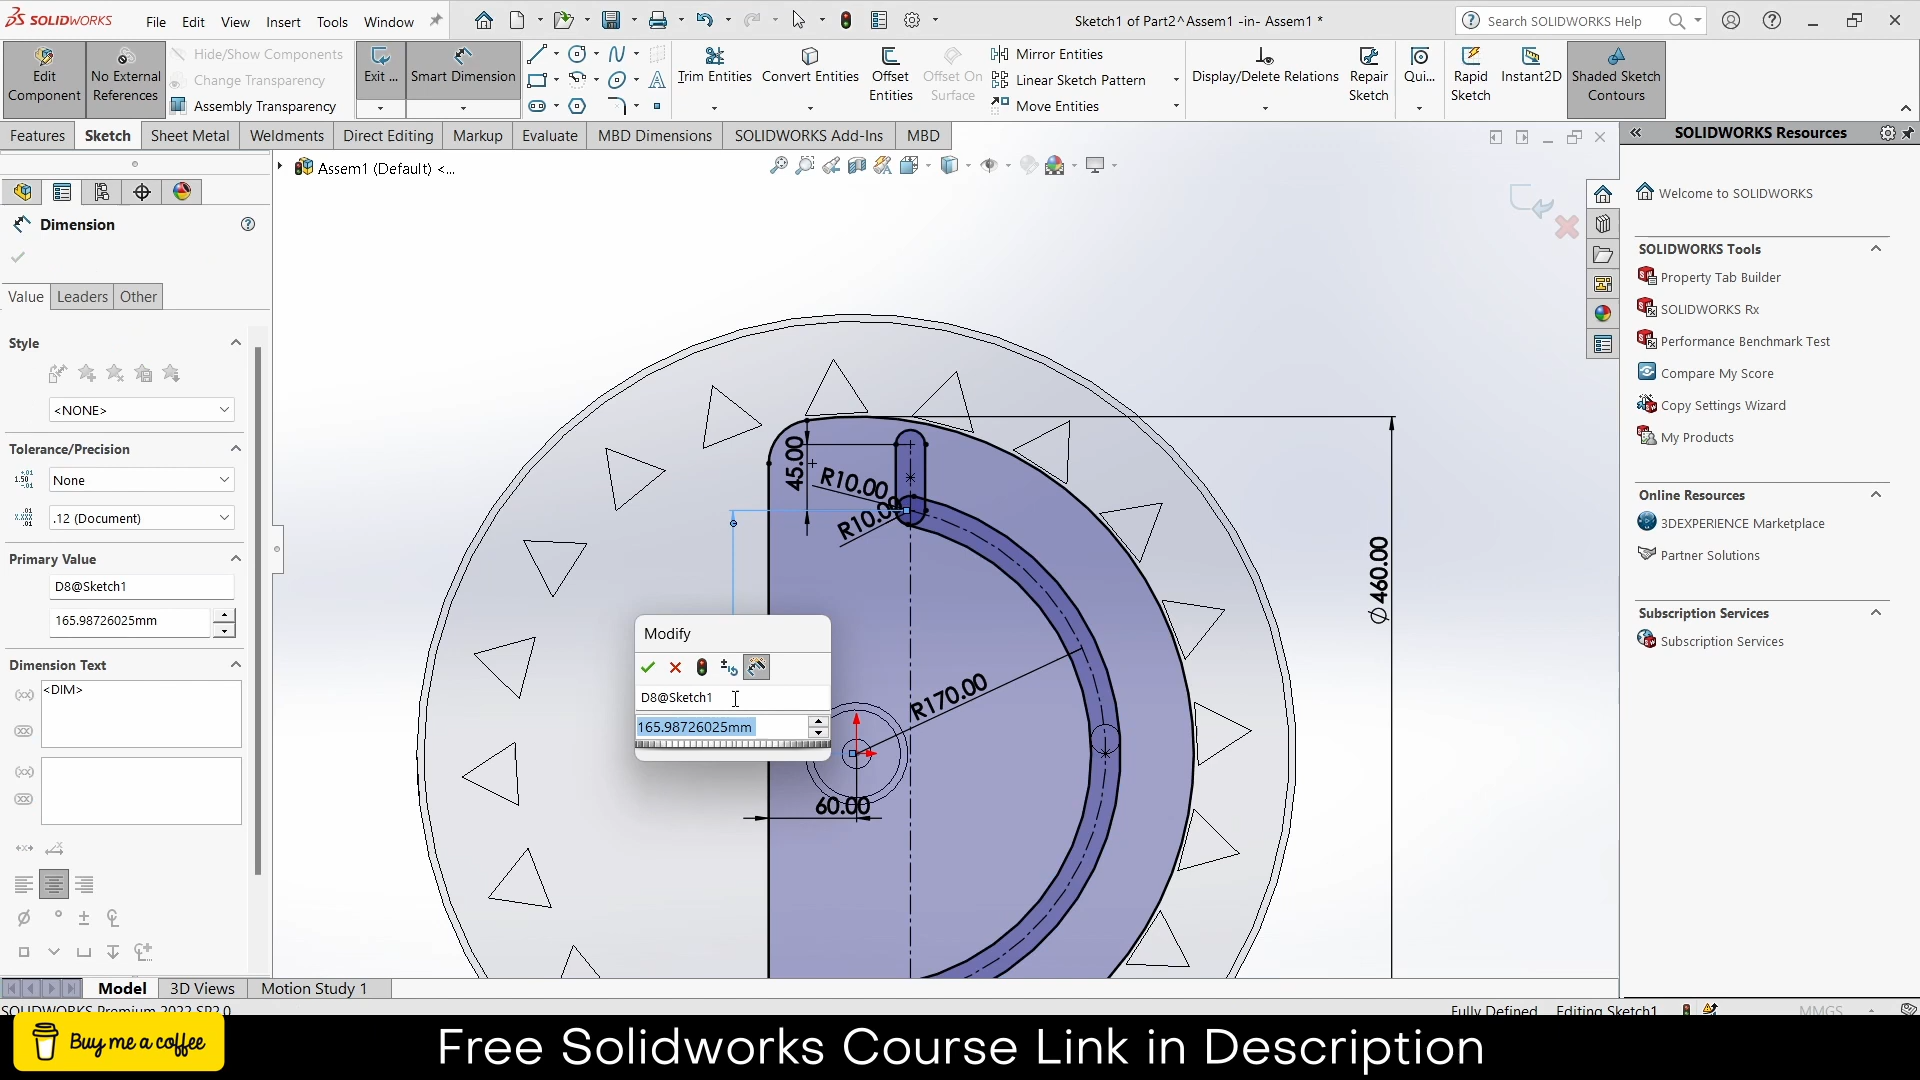 SOLIDWORKS File Edit View Insert Tools Window Sketch1 of Part2^Assem1 -in- Assem1 * Search SOLIDWORKS Help
Edit Component
No External References
Hide/Show Components
Change Transparency
Assembly Transparency
Exit ...
Smart Dimension
Trim Entities
Convert Entities
Offset Entities
Offset On Surface
Mirror Entities
Linear Sketch Pattern
Move Entities
Display/Delete Relations
Repair Sketch
Qui...
Rapid Sketch
Instant2D
Shaded Sketch Contours
Features Sketch Sheet Metal Weldments Direct Editing Markup Evaluate MBD Dimensions SOLIDWORKS Add-Ins MBD
Assem1 (Default) <...
Dimension
Value Leaders Other
Style
<NONE>
Tolerance/Precision
None
.12 (Document)
Primary Value
D8@Sketch1
165.98726025mm
Dimension Text
<DIM>
45.00
R10.00
R10.00
R170.00
60.00
Ø460.00
Modify
D8@Sketch1
165.98726025mm
SOLIDWORKS Resources
Welcome to SOLIDWORKS
SOLIDWORKS Tools
Property Tab Builder
SOLIDWORKS Rx
Performance Benchmark Test
Compare My Score
Copy Settings Wizard
My Products
Online Resources
3DEXPERIENCE Marketplace
Partner Solutions
Subscription Services
Subscription Services
Model 3D Views Motion Study 1
SOLIDWORKS Premium 2022 SP2.0 Fully Defined Editing Sketch1 MMGS
Buy me a coffee
Free Solidworks Course Link in Description